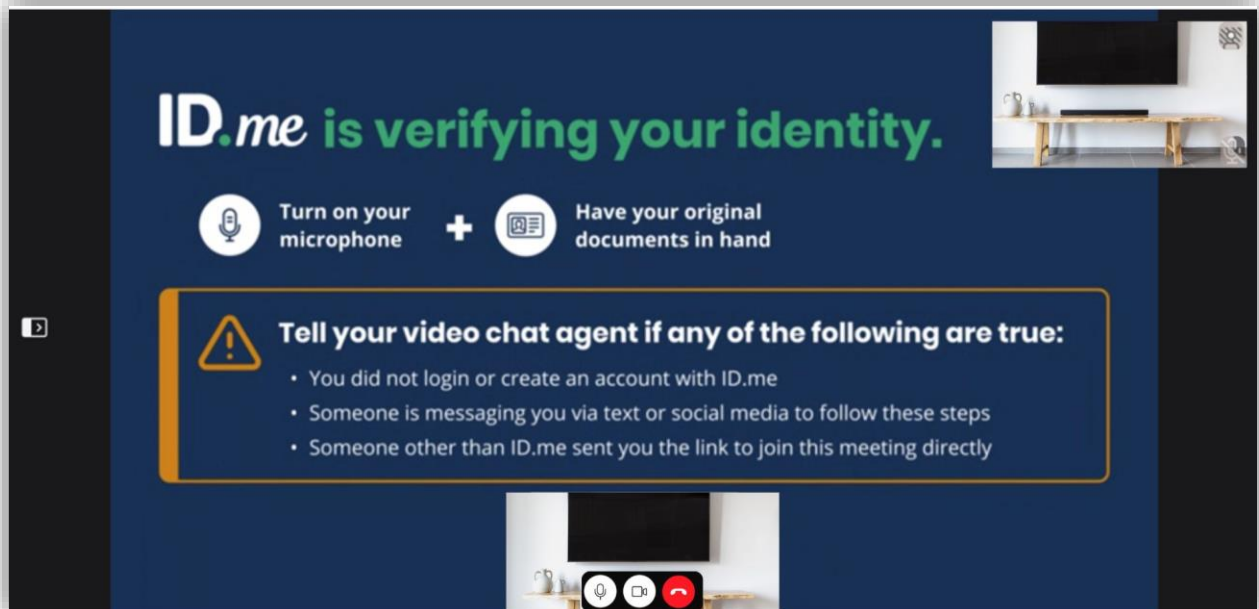 ID.me is verifying your identity.
Turn on your
microphone
+
Have your original
documents in hand
Tell your video chat agent if any of the following are true:
• You did not login or create an account with ID.me
• Someone is messaging you via text or social media to follow these steps
• Someone other than ID.me sent you the link to join this meeting directly